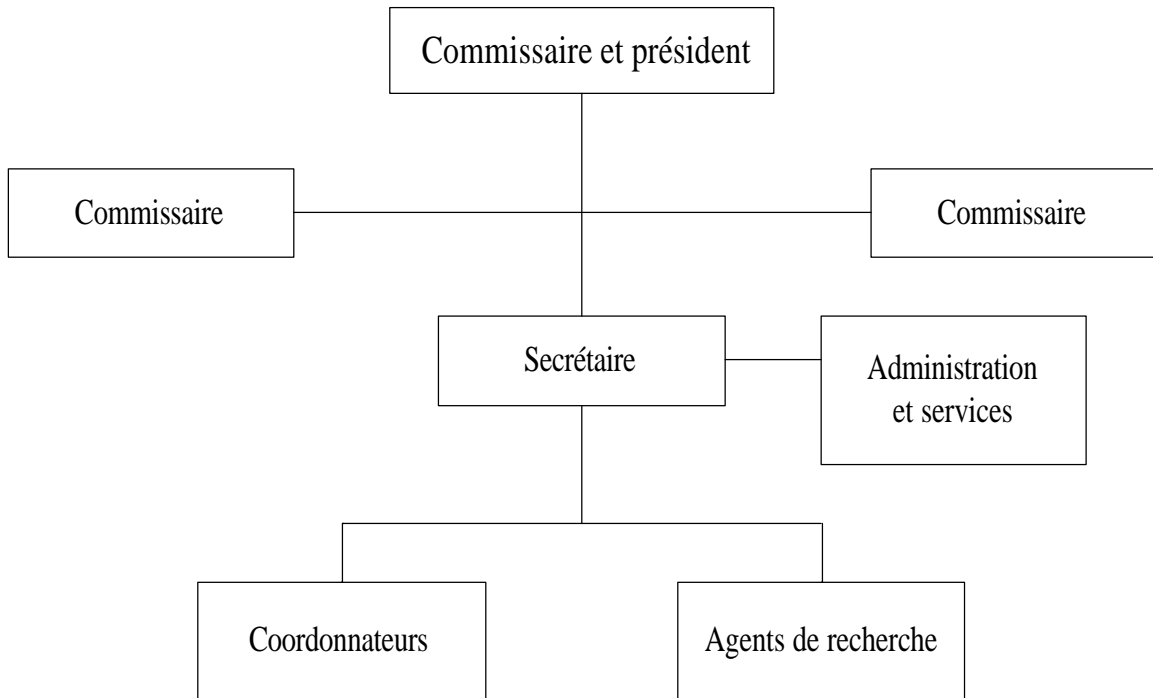 Commissaire et président
Commissaire
Commissaire
Secrétaire
Administration
et services
Coordonnateurs
Agents de recherche